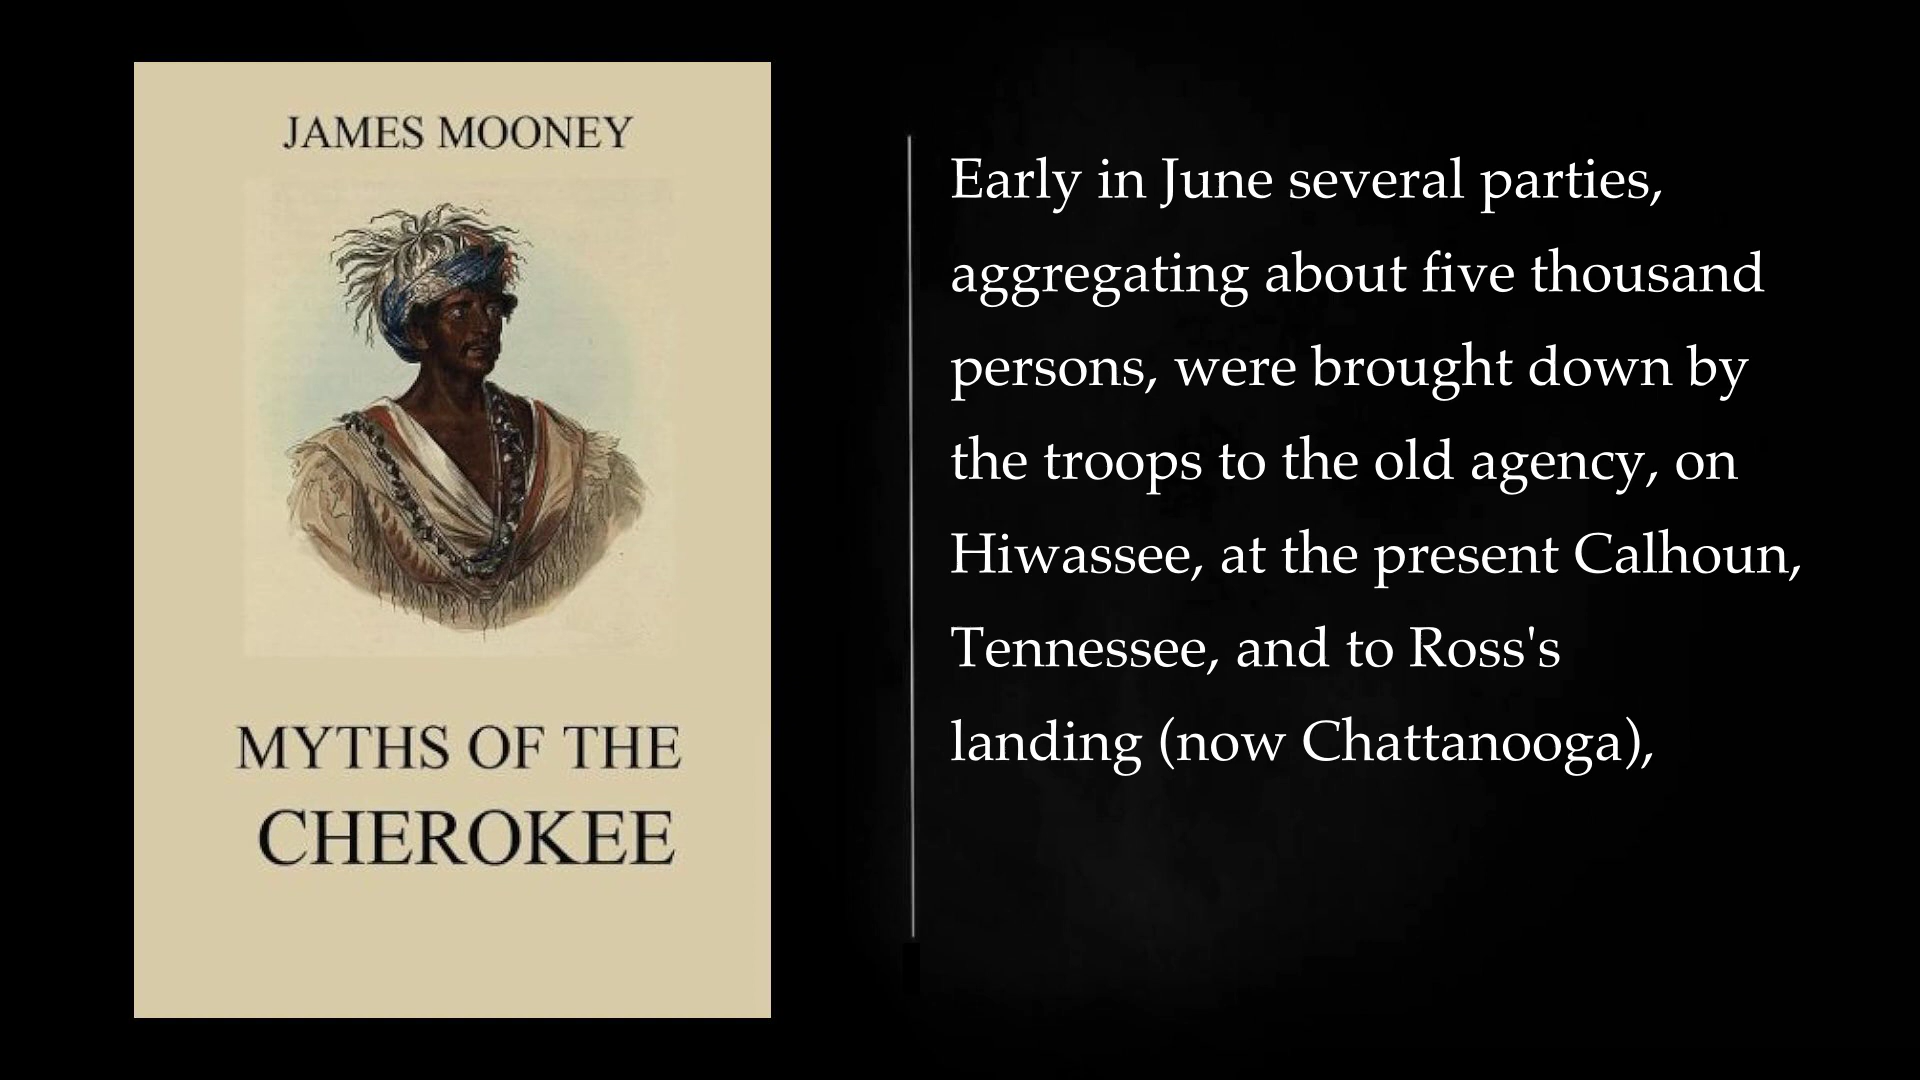 JAMES MOONEY
MYTHS OF THE
CHEROKEE
Early in June several parties,
aggregating about five thousand
persons, were brought down by
the troops to the old agency, on
Hiwassee, at the present Calhoun,
Tennessee, and to Ross's
landing (now Chattanooga),